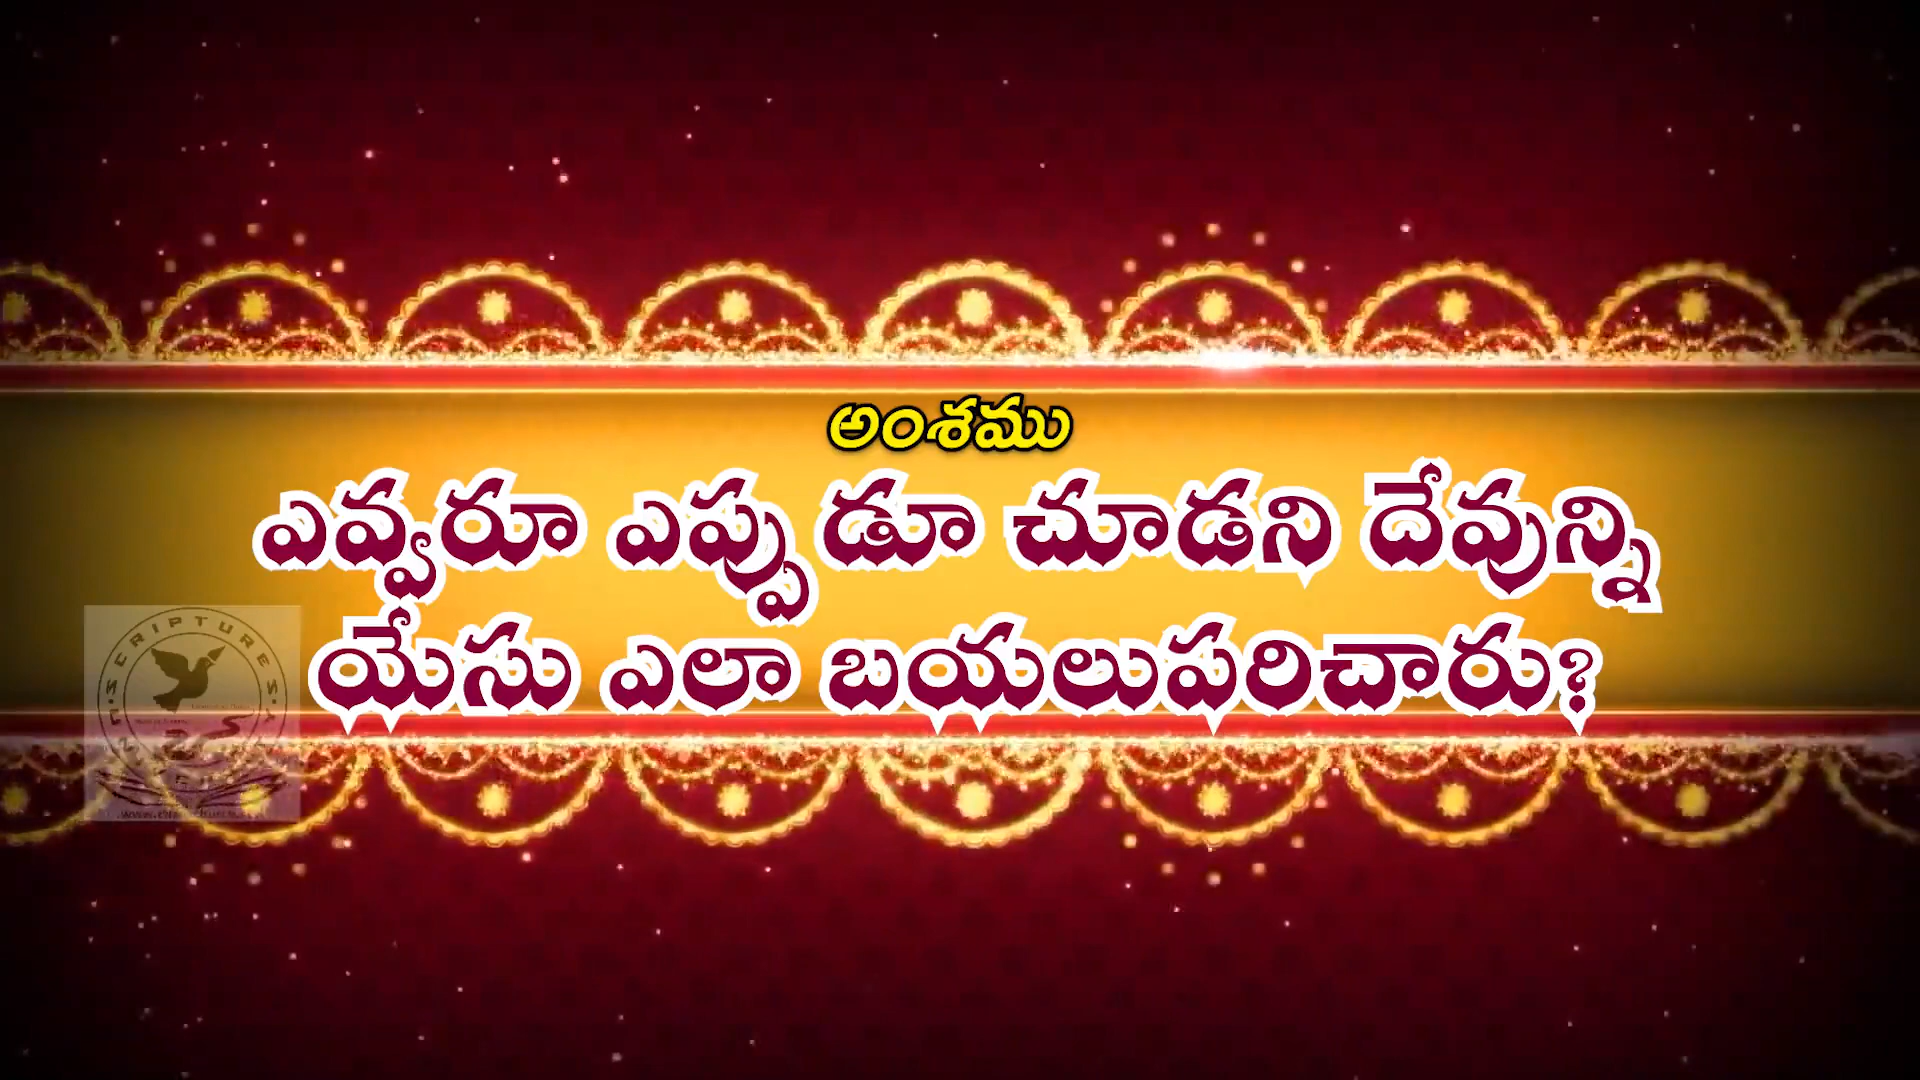 అంశము
ఎవ్వరూ ఎప్పుడూ చూడని దేవున్ని
యేసు ఎలా బయలుపరిచారు?